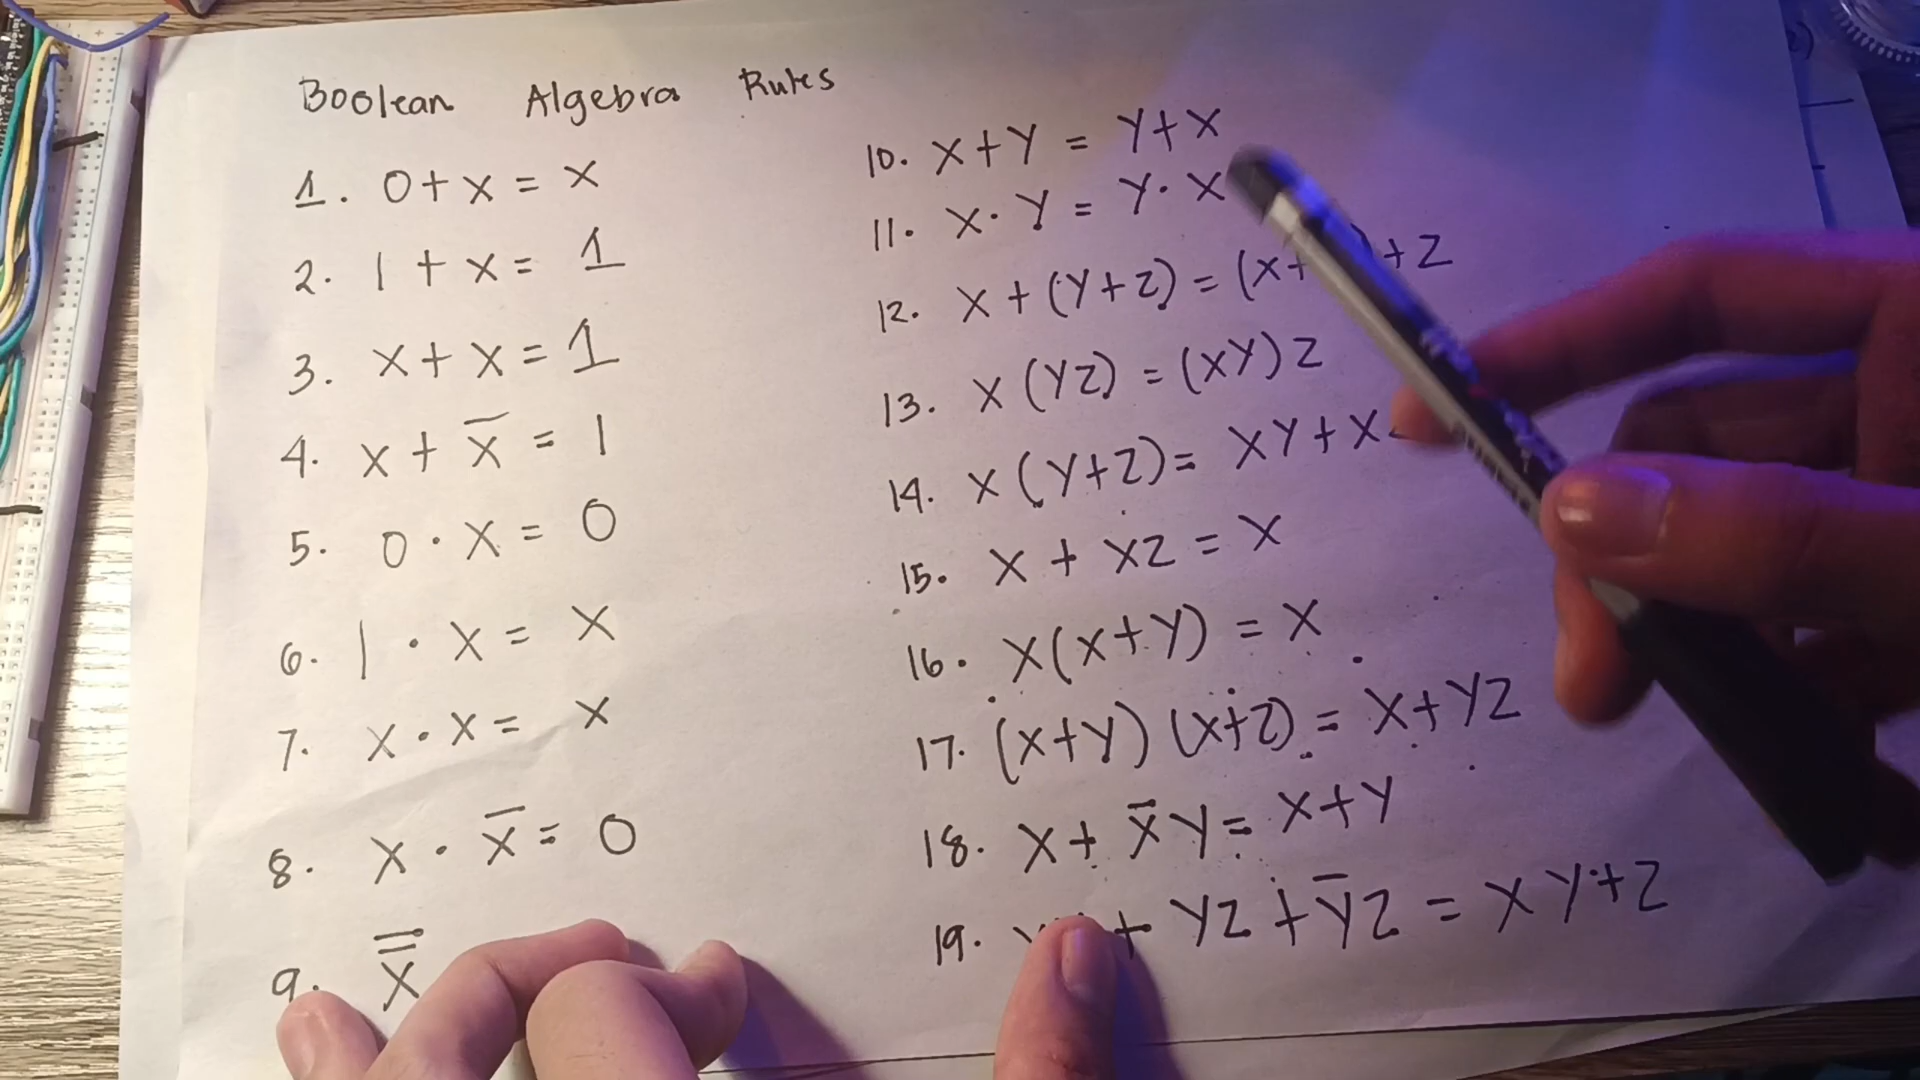 Boolean Algebra Rules
1. 0 + x = x
2. 1 + x = 1
3. x + x = 1
4. x + x̅ = 1
5. 0 · x = 0
6. 1 · x = x
7. x · x = x
8. x · x̅ = 0
9. x̿
10. x + y = y + x
11. x · y = y · x
12. x + (y + z) = (x + ) + z
13. x (yz) = (xy) z
14. x (y + z) = xy + x
15. x + xz = x
16. x(x + y) = x
17. (x + y) (x + z) = x + yz
18. x + x̅ y = x + y
19. + yz + y̅z = xy + z